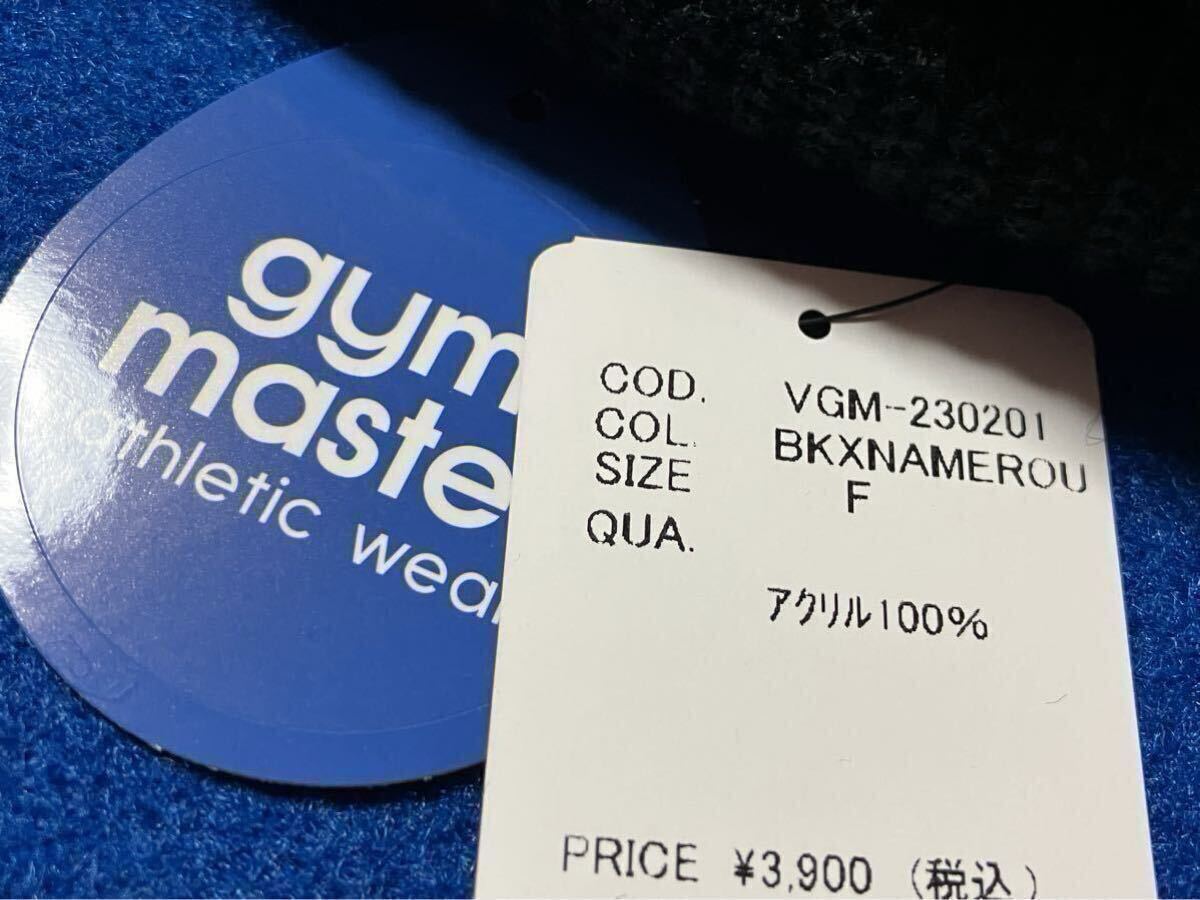 gym
maste
athletic wear
COD. VGM-230201
COL. BKXNAMEROU
SIZE F
QUA.
アクリル100%
PRICE ¥3,900 (税込)